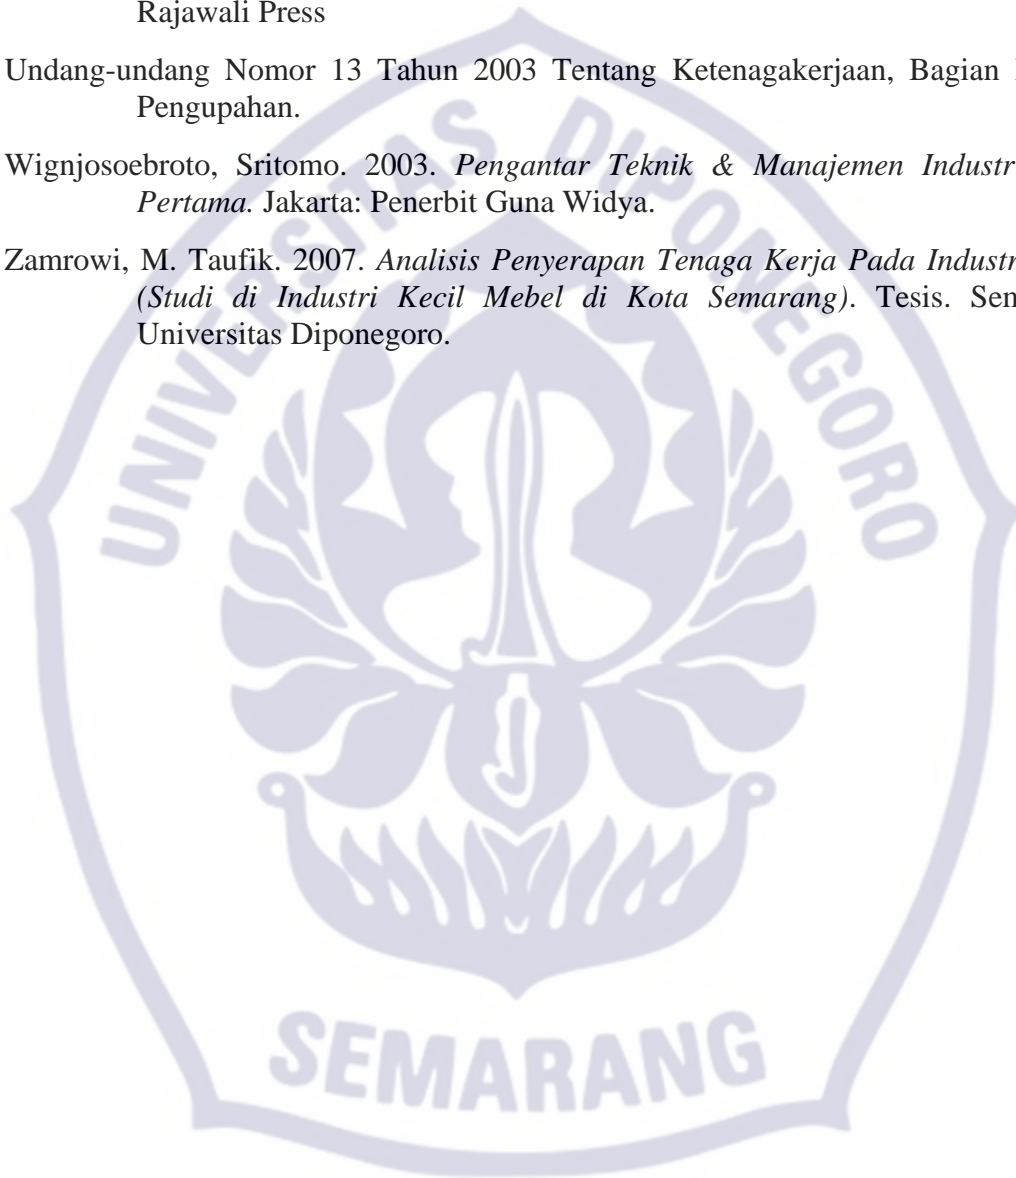 Rajawali Press
Undang-undang Nomor 13 Tahun 2003 Tentang Ketenagakerjaan, Bagian
Pengupahan.
Wignjosoebroto, Sritomo. 2003. Pengantar Teknik & Manajemen Industri
Pertama. Jakarta: Penerbit Guna Widya.
Zamrowi, M. Taufik. 2007. Analisis Penyerapan Tenaga Kerja Pada Industri
(Studi di Industri Kecil Mebel di Kota Semarang). Tesis. Sem
Universitas Diponegoro.
UNIVERSITAS DIPONEGORO
SEMARANG